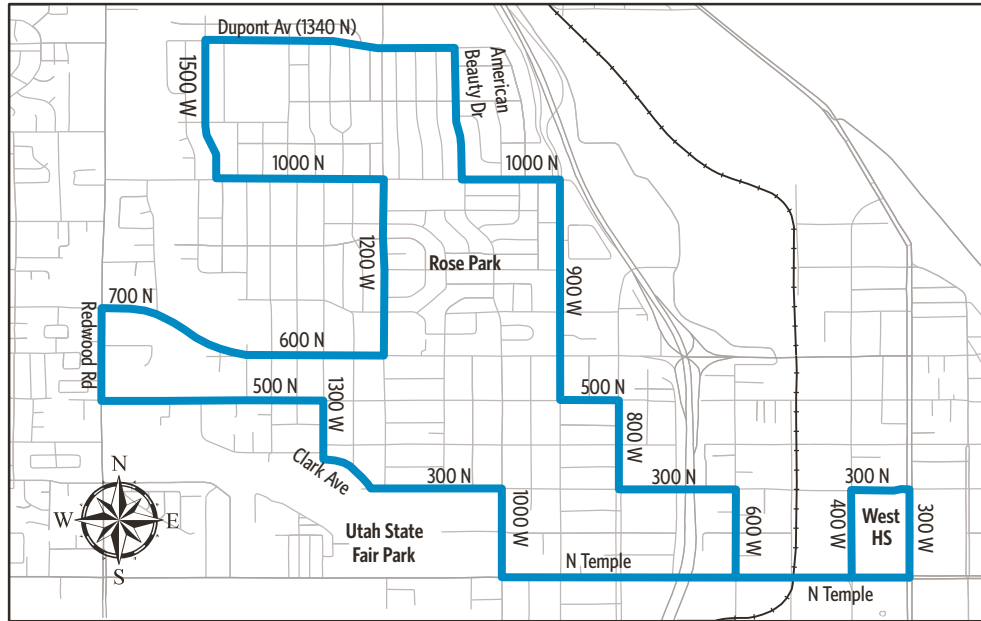 Dupont Av (1340 N)
American
Beauty Dr
1500 W
1000 N
1000 N
1200 W
Rose Park
900 W
700 N
Redwood Rd
600 N
500 N
1300 W
500 N
800 W
Clark Ave
300 N
300 N
300 N
N
W
E
S
Utah State
Fair Park
1000 W
600 W
400 W
West
HS
300 W
N Temple
N Temple